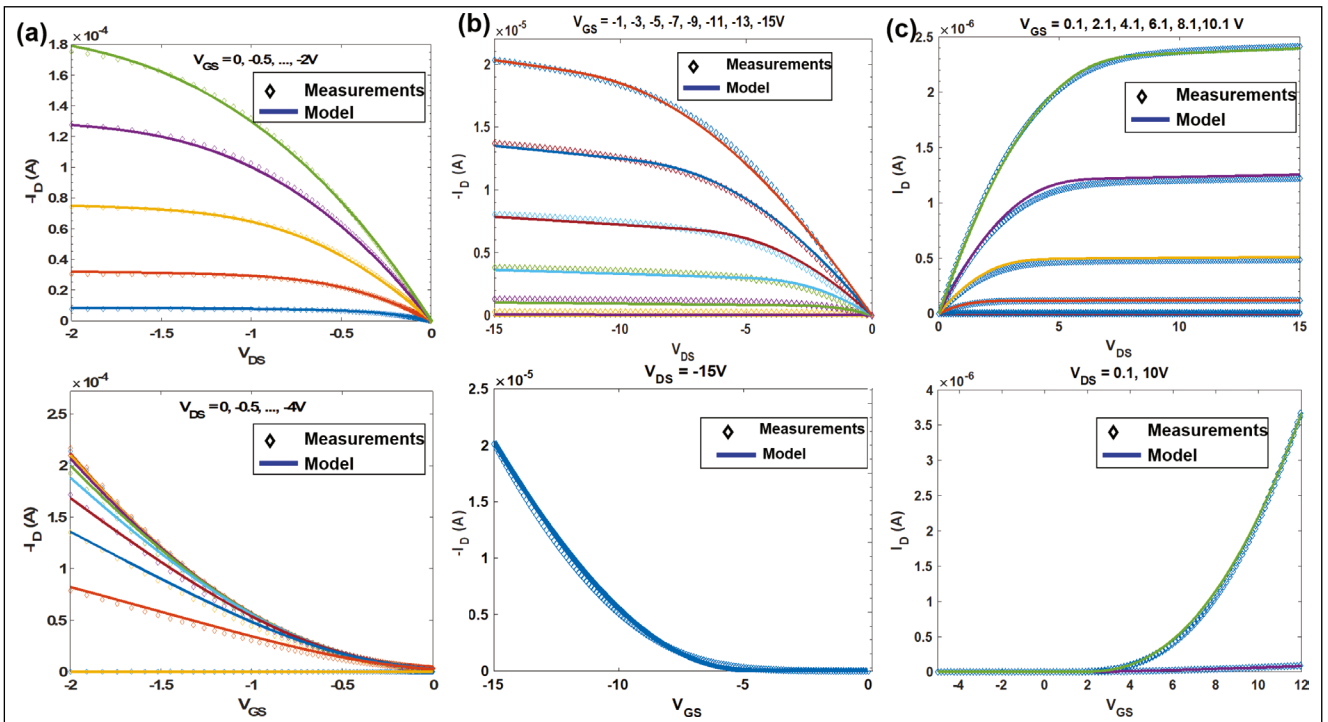 (a)
×10⁻⁴
V_GS = 0, -0.5, ..., -2V
Measurements
Model
1.8
1.6
1.4
1.2
1
0.8
0.6
0.4
0.2
0
-I_D (A)
-2
-1.5
-1
-0.5
0
V_DS
(b)
V_GS = -1, -3, -5, -7, -9, -11, -13, -15V
×10⁻⁵
Measurements
Model
2
1.5
1
0.5
0
-I_D (A)
-15
-10
-5
0
V_DS
(c)
V_GS = 0.1, 2.1, 4.1, 6.1, 8.1,10.1 V
×10⁻⁶
Measurements
Model
2.5
2
1.5
1
0.5
0
I_D (A)
0
5
10
15
V_DS
×10⁻⁴
V_DS = 0, -0.5, ..., -4V
Measurements
Model
2.5
2
1.5
1
0.5
0
-I_D (A)
-2
-1.5
-1
-0.5
0
V_GS
V_DS = -15V
×10⁻⁵
Measurements
Model
2.5
2
1.5
1
0.5
0
-I_D (A)
-15
-10
-5
0
V_GS
V_DS = 0.1, 10V
×10⁻⁶
Measurements
Model
4
3.5
3
2.5
2
1.5
1
0.5
0
I_D (A)
-4
-2
0
2
4
6
8
10
12
V_GS